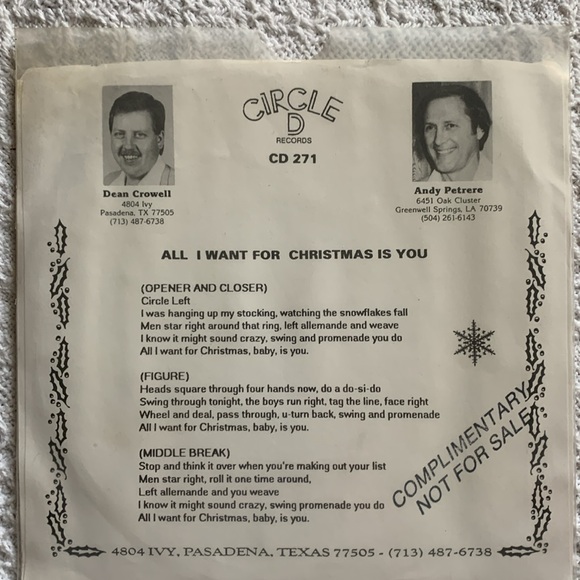 CIRCLE
D
RECORDS
CD 271
Dean Crowell
4804 Ivy
Pasadena, TX 77505
(713) 487-6738
Andy Petrere
6451 Oak Cluster
Greenwell Springs, LA 70739
(504) 261-6143
ALL I WANT FOR CHRISTMAS IS YOU
(OPENER AND CLOSER)
Circle Left
I was hanging up my stocking, watching the snowflakes fall
Men star right around that ring, left allemande and weave
I know it might sound crazy, swing and promenade you do
All I want for Christmas, baby, is you.
(FIGURE)
Heads square through four hands now, do a do-si-do
Swing through tonight, the boys run right, tag the line, face right
Wheel and deal, pass through, u-turn back, swing and promenade
All I want for Christmas, baby, is you.
(MIDDLE BREAK)
Stop and think it over when you're making out your list
Men star right, roll it one time around,
Left allemande and you weave
I know it might sound crazy, swing promenade you do
All I want for Christmas, baby, is you.
COMPLIMENTARY
NOT FOR SALE
4804 IVY, PASADENA, TEXAS 77505 - (713) 487-6738